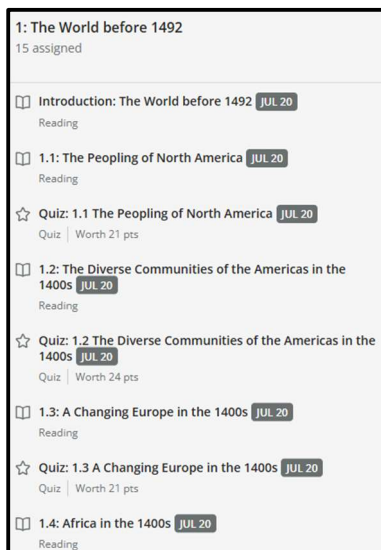 1: The World before 1492
15 assigned
Introduction: The World before 1492 JUL 20
Reading
1.1: The Peopling of North America JUL 20
Reading
Quiz: 1.1 The Peopling of North America JUL 20
Quiz | Worth 21 pts
1.2: The Diverse Communities of the Americas in the
1400s JUL 20
Reading
Quiz: 1.2 The Diverse Communities of the Americas in the
1400s JUL 20
Quiz | Worth 24 pts
1.3: A Changing Europe in the 1400s JUL 20
Reading
Quiz: 1.3 A Changing Europe in the 1400s JUL 20
Quiz | Worth 21 pts
1.4: Africa in the 1400s JUL 20
Reading